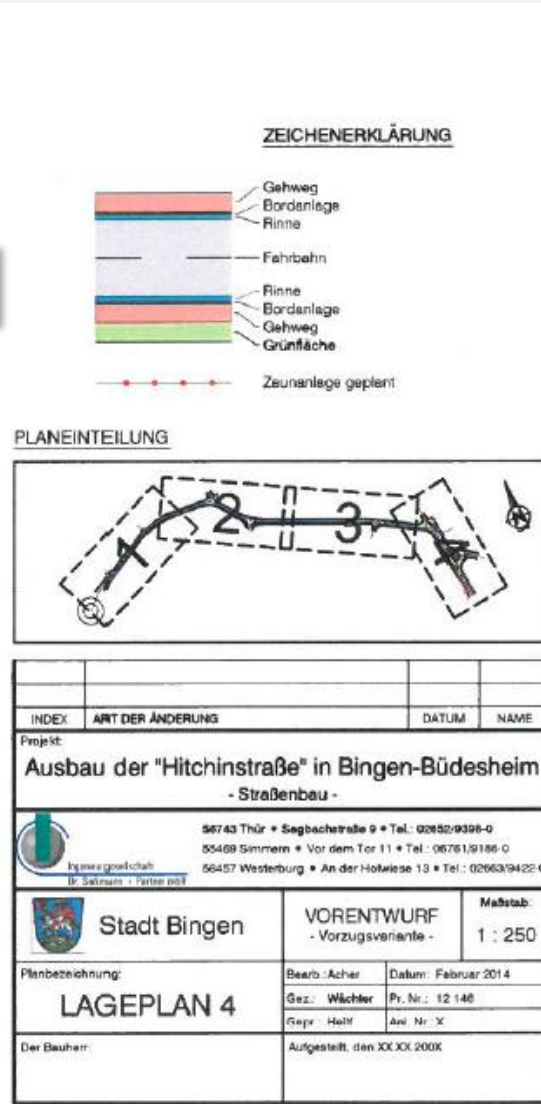 ZEICHENERKLÄRUNG
Gehweg
Bordanlage
Rinne
Fahrbahn
Rinne
Bordanlage
Gehweg
Grünfläche
Zaunanlage geplant
PLANEINTEILUNG
1 2 3 4
INDEX ART DER ÄNDERUNG DATUM NAME
Projekt:
Ausbau der "Hitchinstraße" in Bingen-Büdesheim
- Straßenbau -
56743 Thür * Segbachstraße 9 * Tel.: 02652/9398-0
55469 Simmern * Vor dem Tor 11 * Tel.: 06761/9186-0
56457 Westerburg * An der Hofwiese 13 * Tel.: 02663/9422-0
Ingenieurgesellschaft
Dr. + Partner mbH
Stadt Bingen
VORENTWURF
- Vorzugsvariante -
Maßstab:
1 : 250
Planbezeichnung:
LAGEPLAN 4
Bearb.: Acher Datum: Februar 2014
Gez.: Wächter Pr. Nr.: 12 146
Gepr.: Anl. Nr.: X
Der Bauherr:
Aufgestellt, den XX.XX.200X